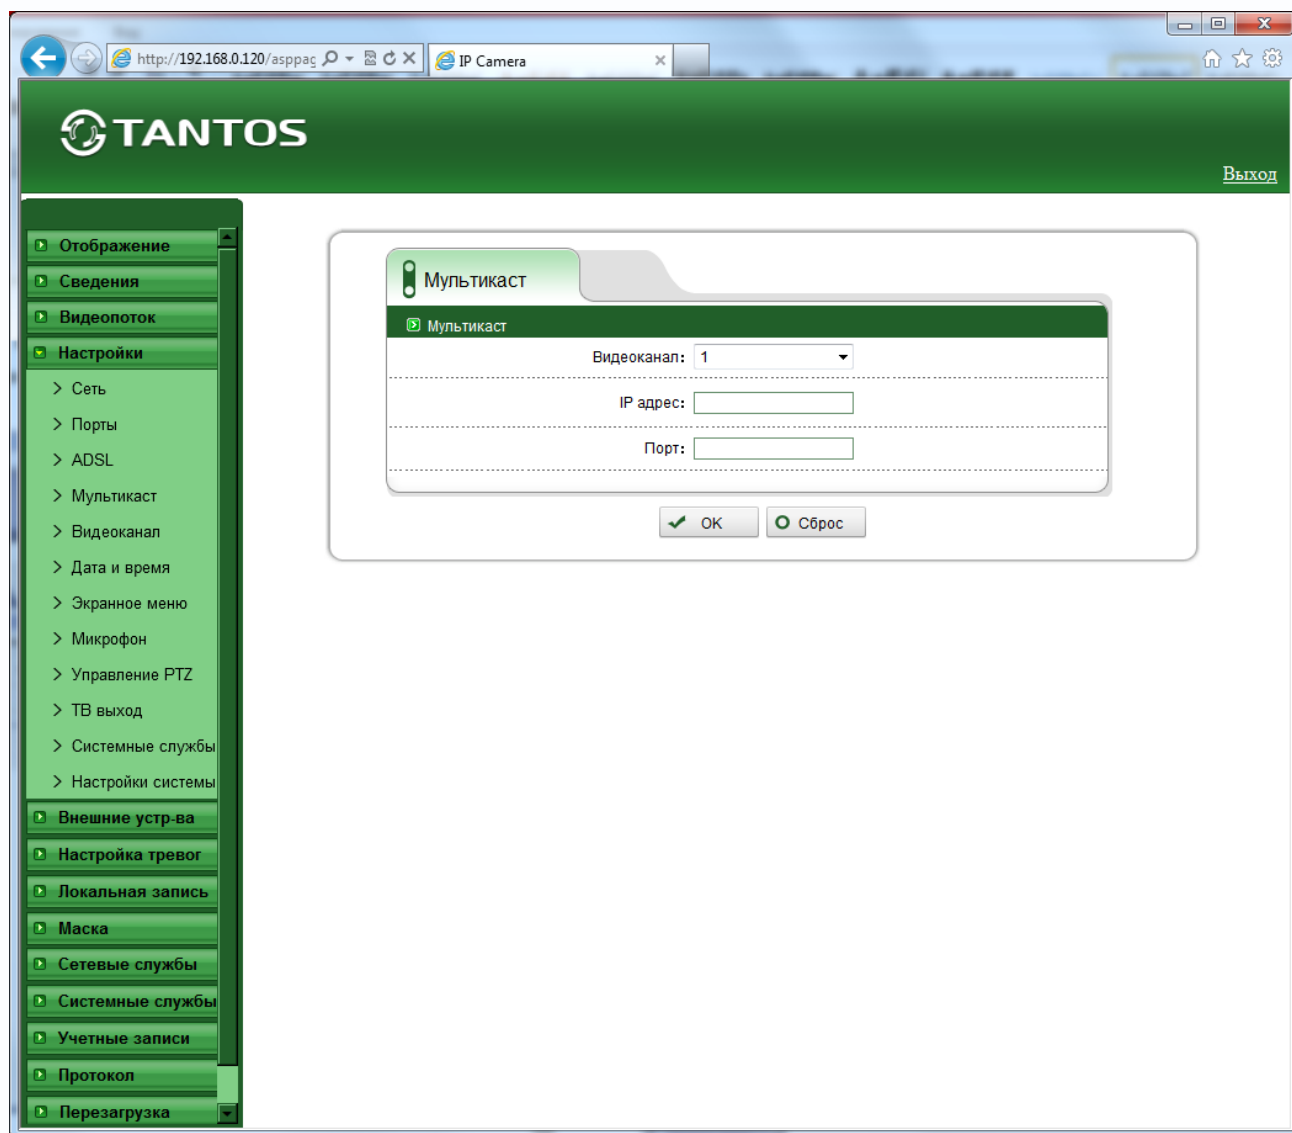 http://192.168.0.120/asppag
IP Camera
TANTOS
Выход
Отображение
Сведения
Видеопоток
Настройки
Сеть
Порты
ADSL
Мультикаст
Видеоканал
Дата и время
Экранное меню
Микрофон
Управление PTZ
ТВ выход
Системные службы
Настройки системы
Внешние устр-ва
Настройка тревог
Локальная запись
Маска
Сетевые службы
Системные службы
Учетные записи
Протокол
Перезагрузка
Мультикаст
Мультикаст
Видеоканал: 1
IP адрес:
Порт:
OK Сброс